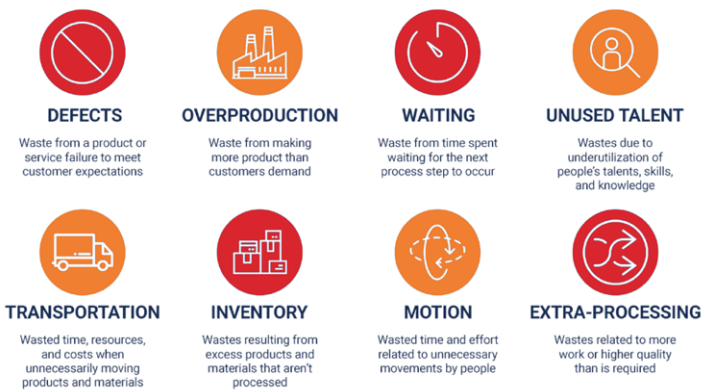 DEFECTS
Waste from a product or
service failure to meet
customer expectations
OVERPRODUCTION
Waste from making
more product than
customers demand
WAITING
Waste from time spent
waiting for the next
process step to occur
UNUSED TALENT
Wastes due to
underutilization of
people's talents, skills,
and knowledge
TRANSPORTATION
Wasted time, resources,
and costs when
unnecessarily moving
products and materials
INVENTORY
Wastes resulting from
excess products and
materials that aren't
processed
MOTION
Wasted time and effort
related to unnecessary
movements by people
EXTRA-PROCESSING
Wastes related to more
work or higher quality
than is required